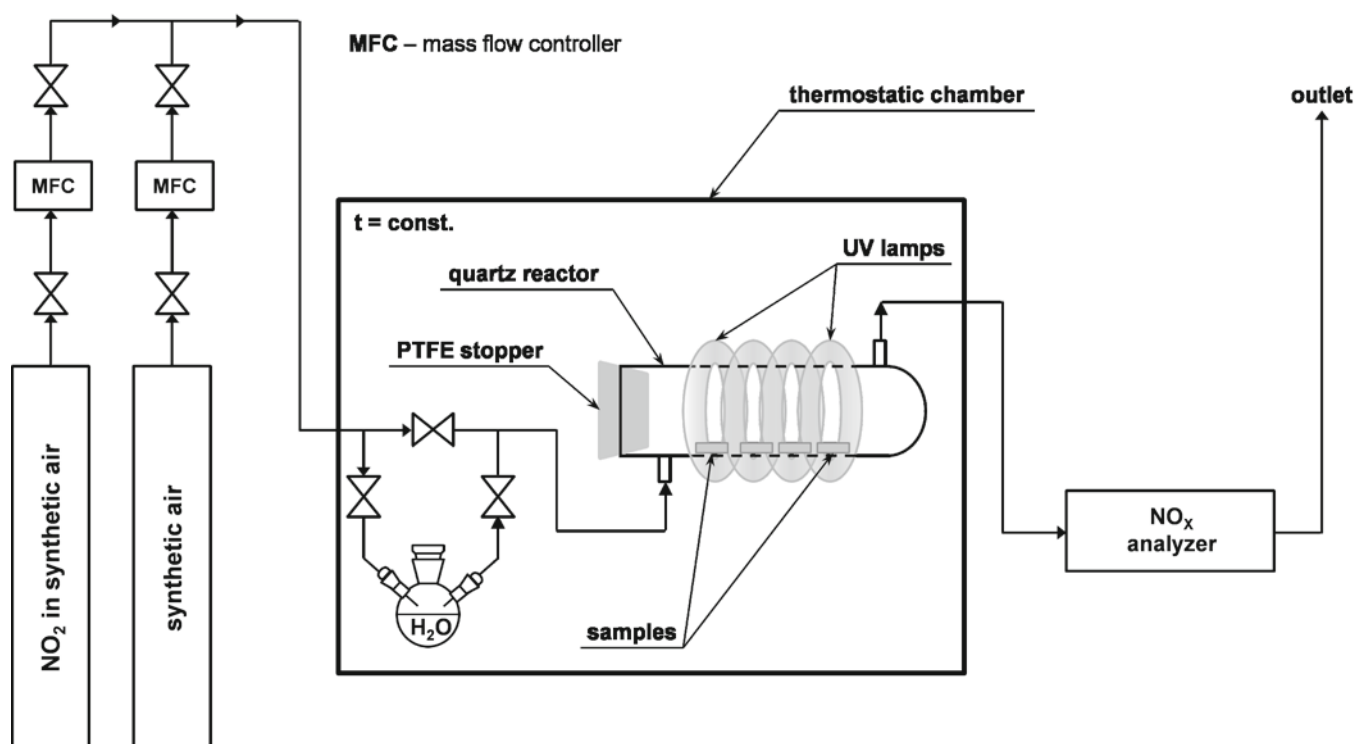 MFC – mass flow controller
thermostatic chamber
outlet
MFC
MFC
t = const.
UV lamps
quartz reactor
PTFE stopper
NO₂ in synthetic air
synthetic air
NOₓ
analyzer
H₂O
samples